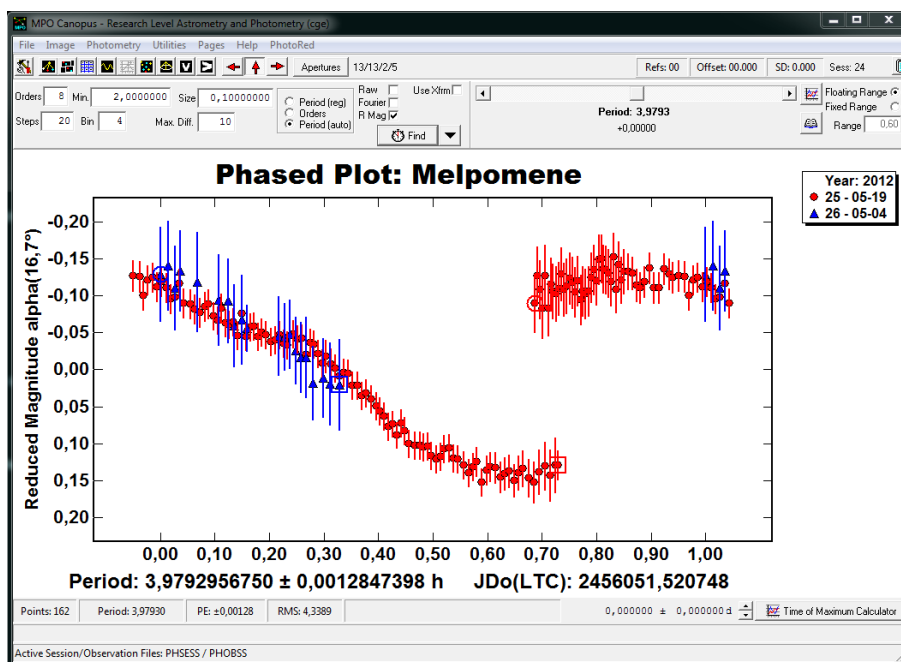 MPO Canopus - Research Level Astrometry and Photometry (cge)
File Image Photometry Utilities Pages Help PhotoRed
Apertures 13/13/2/5 Refs: 00 Offset: 00.000 SD: 0.000 Sess: 24
Orders 8 Min. 2,0000000 Size 0,10000000
Steps 20 Bin 4 Max. Diff. 10
Period (reg)
Orders
Period (auto)
Raw Use Xfrm
Fourier
R Mag
Find
Period: 3,9793
+0,00000
Floating Range
Fixed Range
Range 0,60
Phased Plot: Melpomene
Year: 2012
25 - 05-19
26 - 05-04
Reduced Magnitude alpha(16,7°)
-0,20
-0,15
-0,10
-0,05
0,00
0,05
0,10
0,15
0,20
0,00 0,10 0,20 0,30 0,40 0,50 0,60 0,70 0,80 0,90 1,00
Period: 3,9792956750 ± 0,0012847398 h JDo(LTC): 2456051,520748
Points: 162 Period: 3,97930 PE: ±0,00128 RMS: 4,3389 0,000000 ± 0,000000 d Time of Maximum Calculator
Active Session/Observation Files: PHSESS / PHOBSS